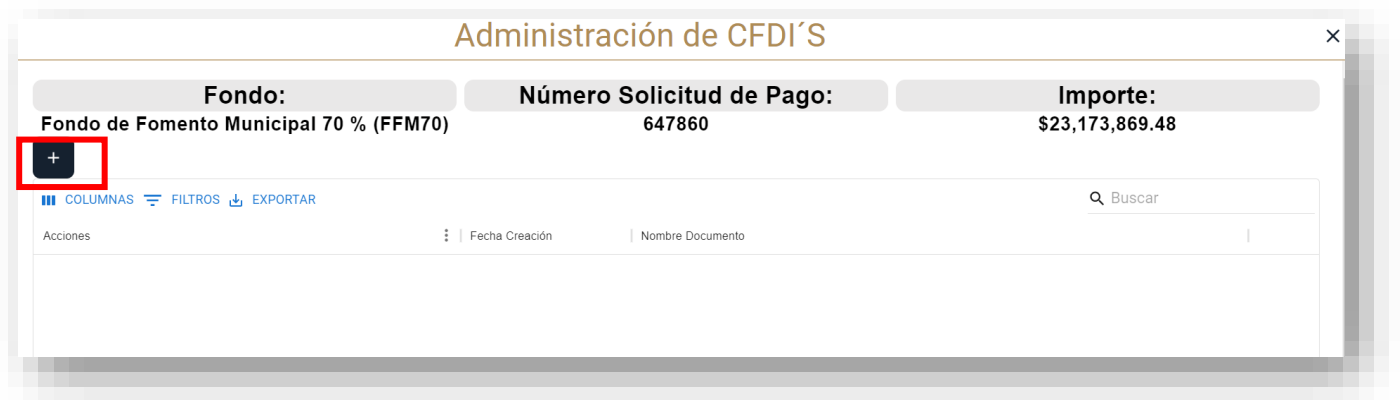 Administración de CFDI´S
Fondo: Número Solicitud de Pago: Importe:
Fondo de Fomento Municipal 70 % (FFM70) 647860 $23,173,869.48
+
COLUMNAS FILTROS EXPORTAR Buscar
Acciones Fecha Creación Nombre Documento